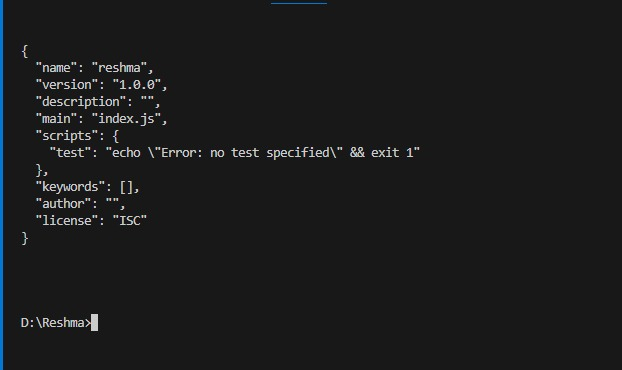 {
  "name": "reshma",
  "version": "1.0.0",
  "description": "",
  "main": "index.js",
  "scripts": {
    "test": "echo \"Error: no test specified\" && exit 1"
  },
  "keywords": [],
  "author": "",
  "license": "ISC"
}
D:\Reshma>